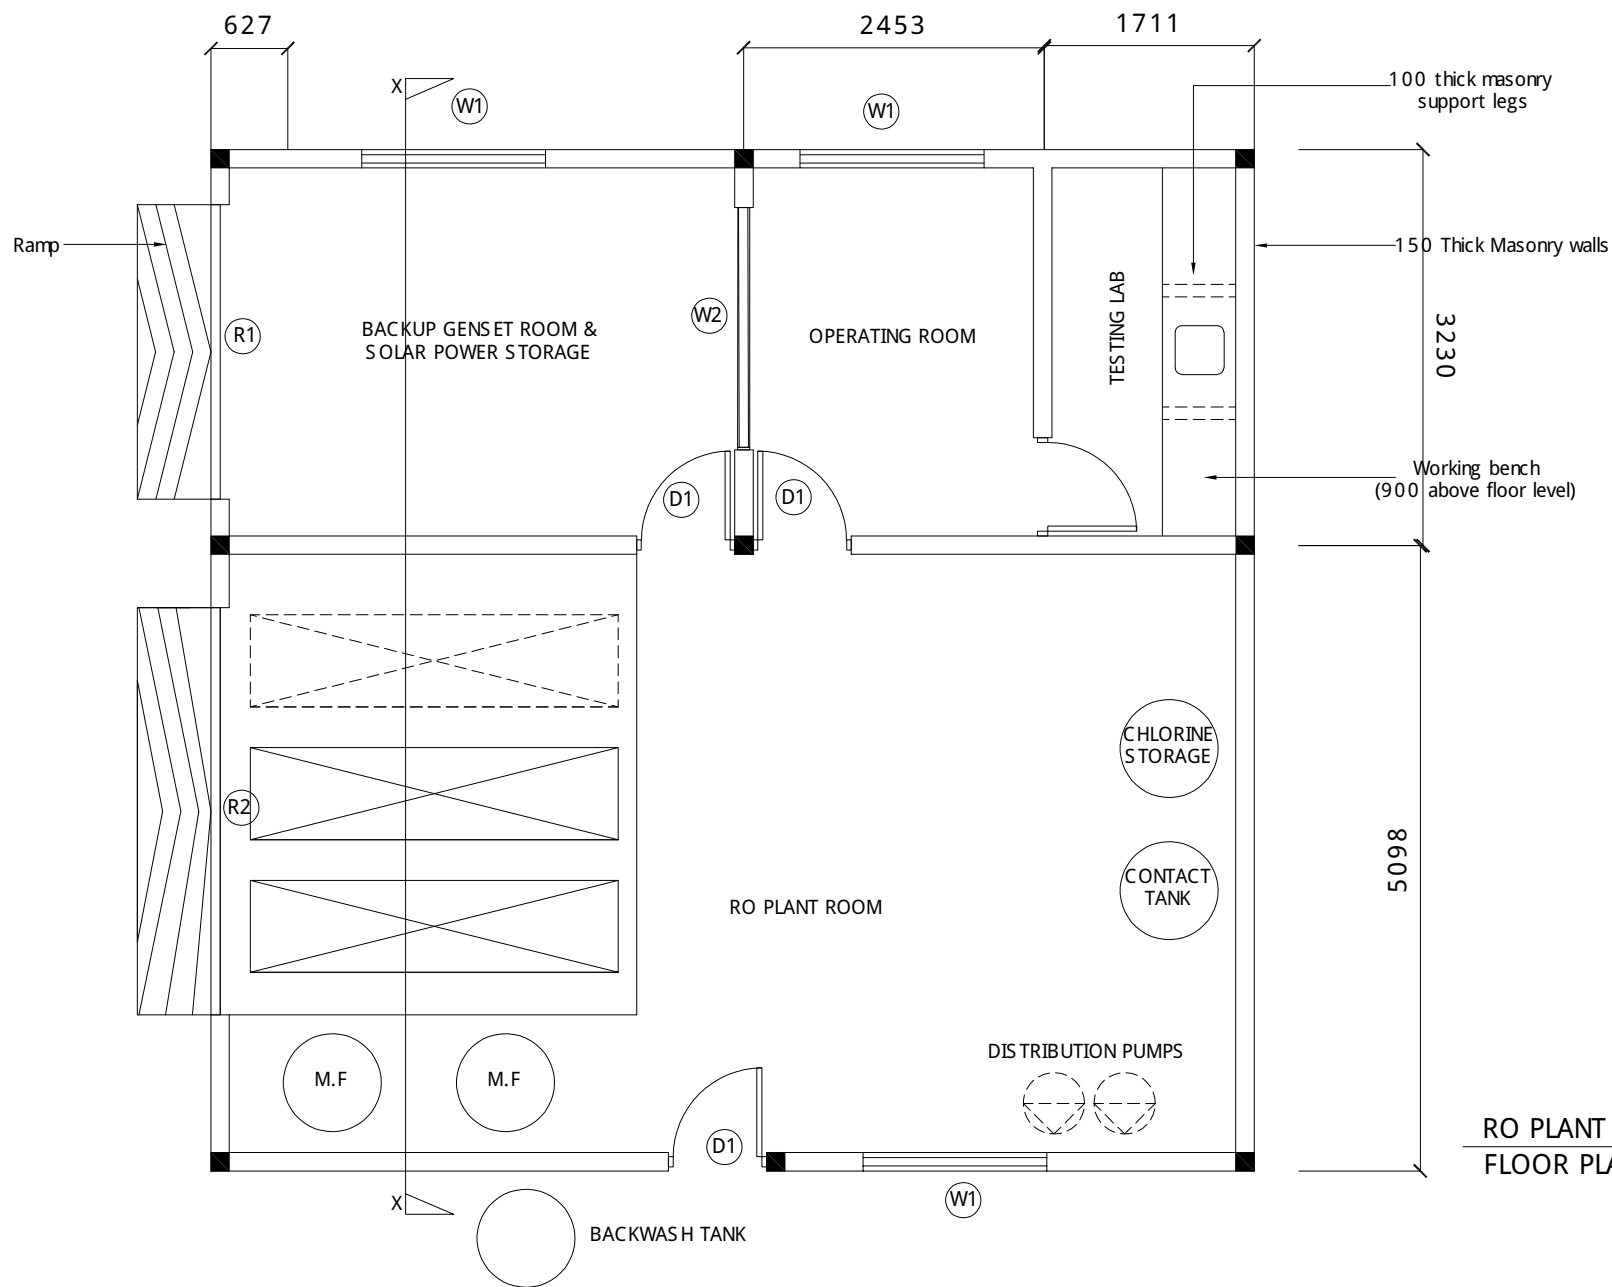 627
2453
1711
X
W1
W1
100 thick masonry
support legs
Ramp
150 Thick Masonry walls
R1
BACKUP GENSET ROOM &
SOLAR POWER STORAGE
W2
OPERATING ROOM
TESTING LAB
3230
Working bench
(900 above floor level)
D1
D1
CHLORINE
STORAGE
R2
5098
CONTACT
TANK
RO PLANT ROOM
DISTRIBUTION PUMPS
M.F
M.F
RO PLANT
FLOOR PLA
D1
X
W1
BACKWASH TANK